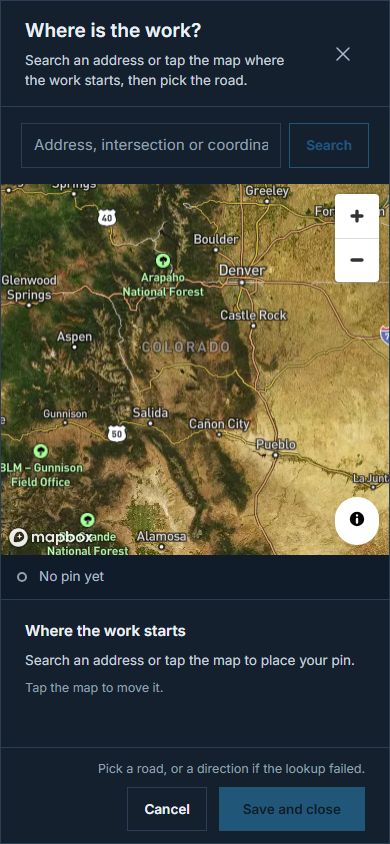 Where is the work?
Search an address or tap the map where
the work starts, then pick the road.
Address, intersection or coordina
Search
Springs
Greeley
40
Boulder
Arapaho
National Forest
Denver
Glenwood
Springs
Castle Rock
Aspen
COLORADO
Gunnison
Salida
50
Cañon City
Pueblo
BLM – Gunnison
Field Office
La Junt
mapbox
Grande
National Forest
Alamosa
No pin yet
Where the work starts
Search an address or tap the map to place your pin.
Tap the map to move it.
Pick a road, or a direction if the lookup failed.
Cancel
Save and close